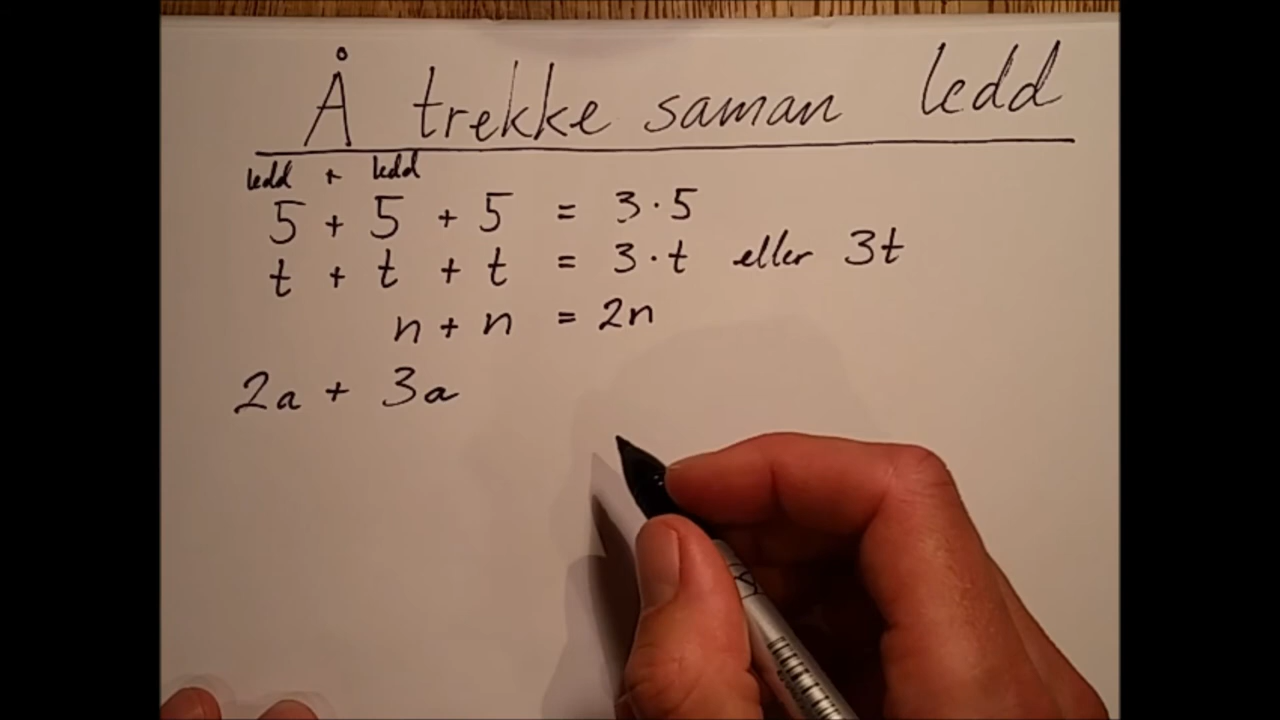 Å trekke saman ledd
ledd + ledd
5 + 5 + 5 = 3 · 5
t + t + t = 3 · t eller 3t
n + n = 2n
2a + 3a